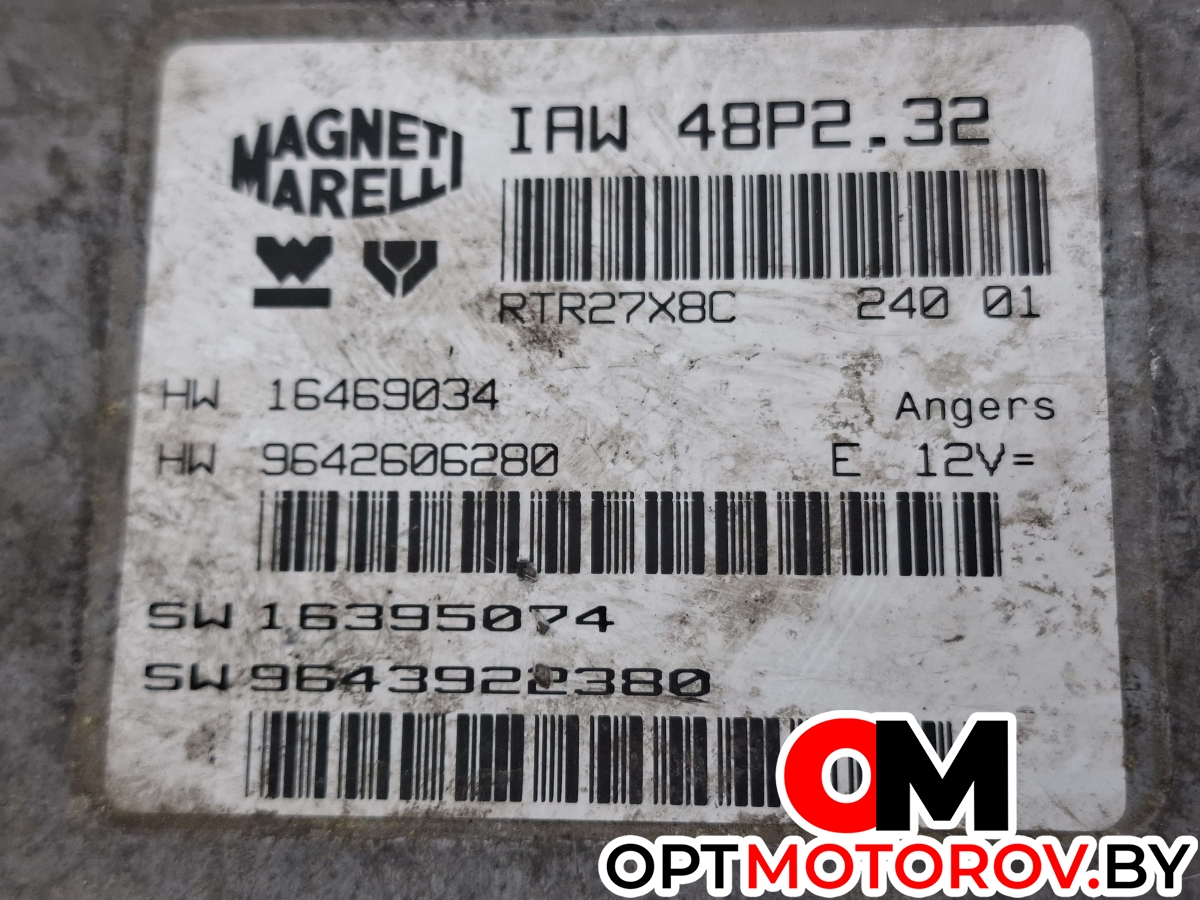 MAGNETI
MARELLI
IAW 48P2.32
RTR27X8C 240 01
HW 16469034
Angers
HW 9642606280
E 12V=
SW 16395074
SW 9643922380
OM
OPTMOTOROV.BY